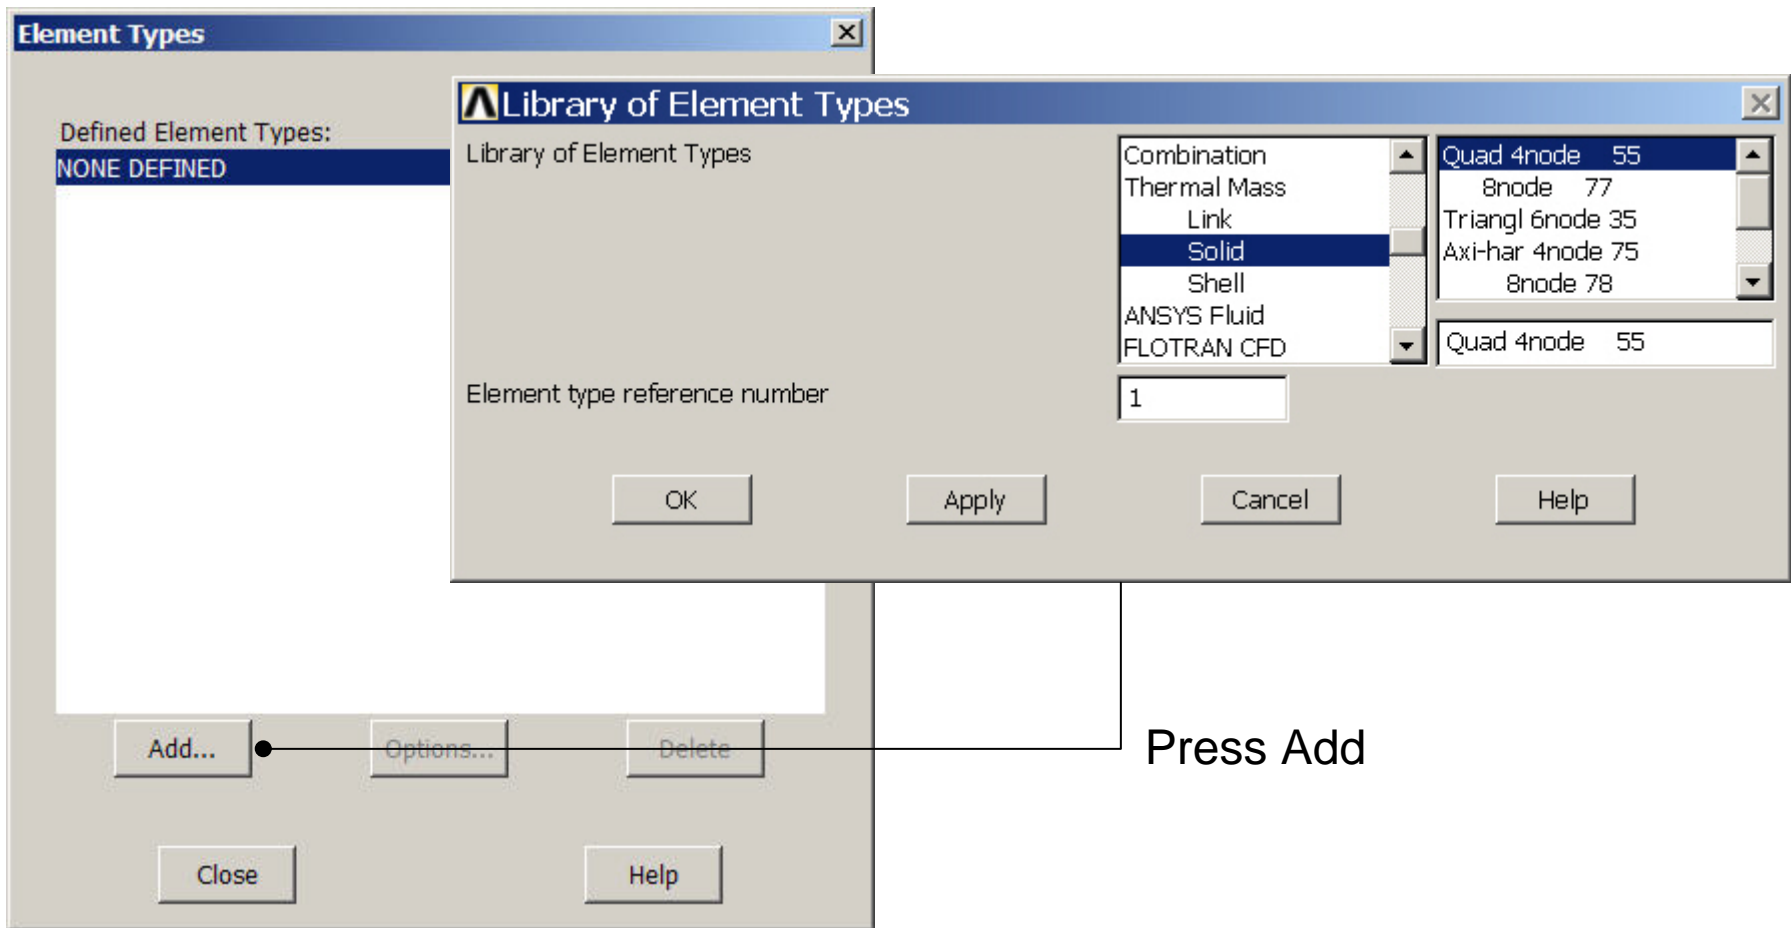 Element Types
Defined Element Types:
NONE DEFINED
Library of Element Types
Library of Element Types
Combination
Thermal Mass
Link
Solid
Shell
ANSYS Fluid
FLOTRAN CFD
Quad 4node 55
8node 77
Triangl 6node 35
Axi-har 4node 75
8node 78
Quad 4node 55
Element type reference number
1
OK Apply Cancel Help
Add... Options... Delete
Press Add
Close Help